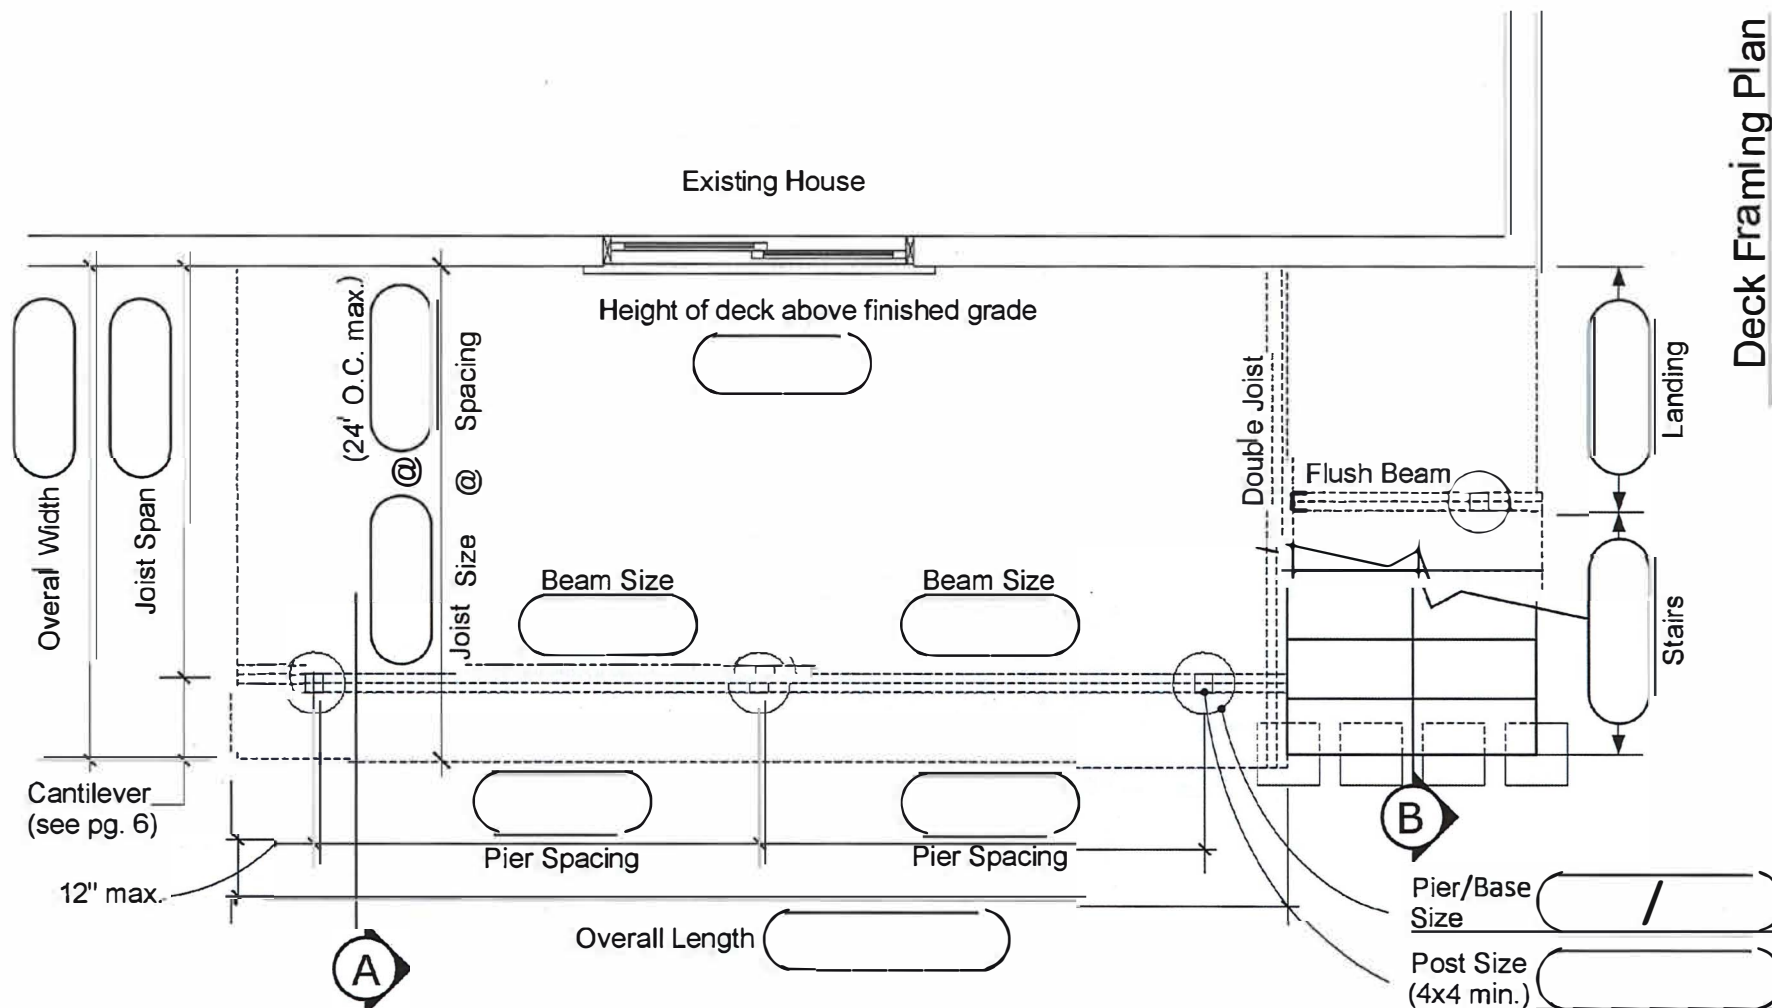 Deck Framing Plan
Existing House
Height of deck above finished grade
(24' O.C. max.)
@
Joist Size @ Spacing
Overal Width
Joist Span
Double Joist
Flush Beam
Landing
Stairs
Beam Size
Beam Size
Cantilever
(see pg. 6)
12" max.
Pier Spacing
Pier Spacing
Overall Length
A
B
Pier/Base
Size
/
Post Size
(4x4 min.)